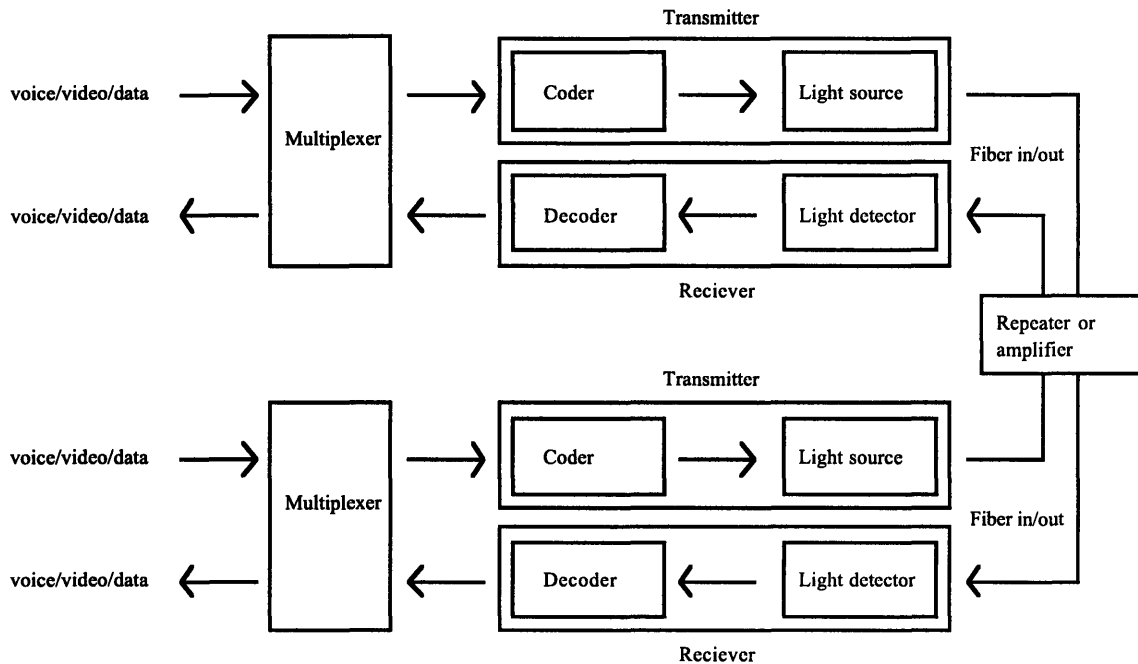 Transmitter
voice/video/data
Multiplexer
Coder
Light source
Fiber in/out
voice/video/data
Decoder
Light detector
Reciever
Repeater or
amplifier
Transmitter
voice/video/data
Multiplexer
Coder
Light source
Fiber in/out
voice/video/data
Decoder
Light detector
Reciever